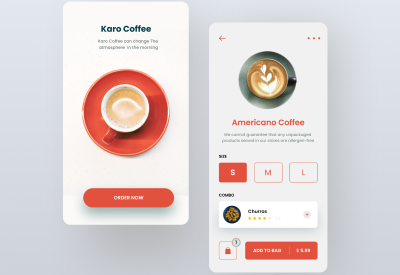 Karo Coffee
Karo Coffee can change The
atmosphere in the morning
ORDER NOW
Americano Coffee
We cannot guarantee that any unpackaged
products served in our stores are allergen-free
SIZE
S M L
COMBO
Churros
1
ADD TO BAG $ 5.99